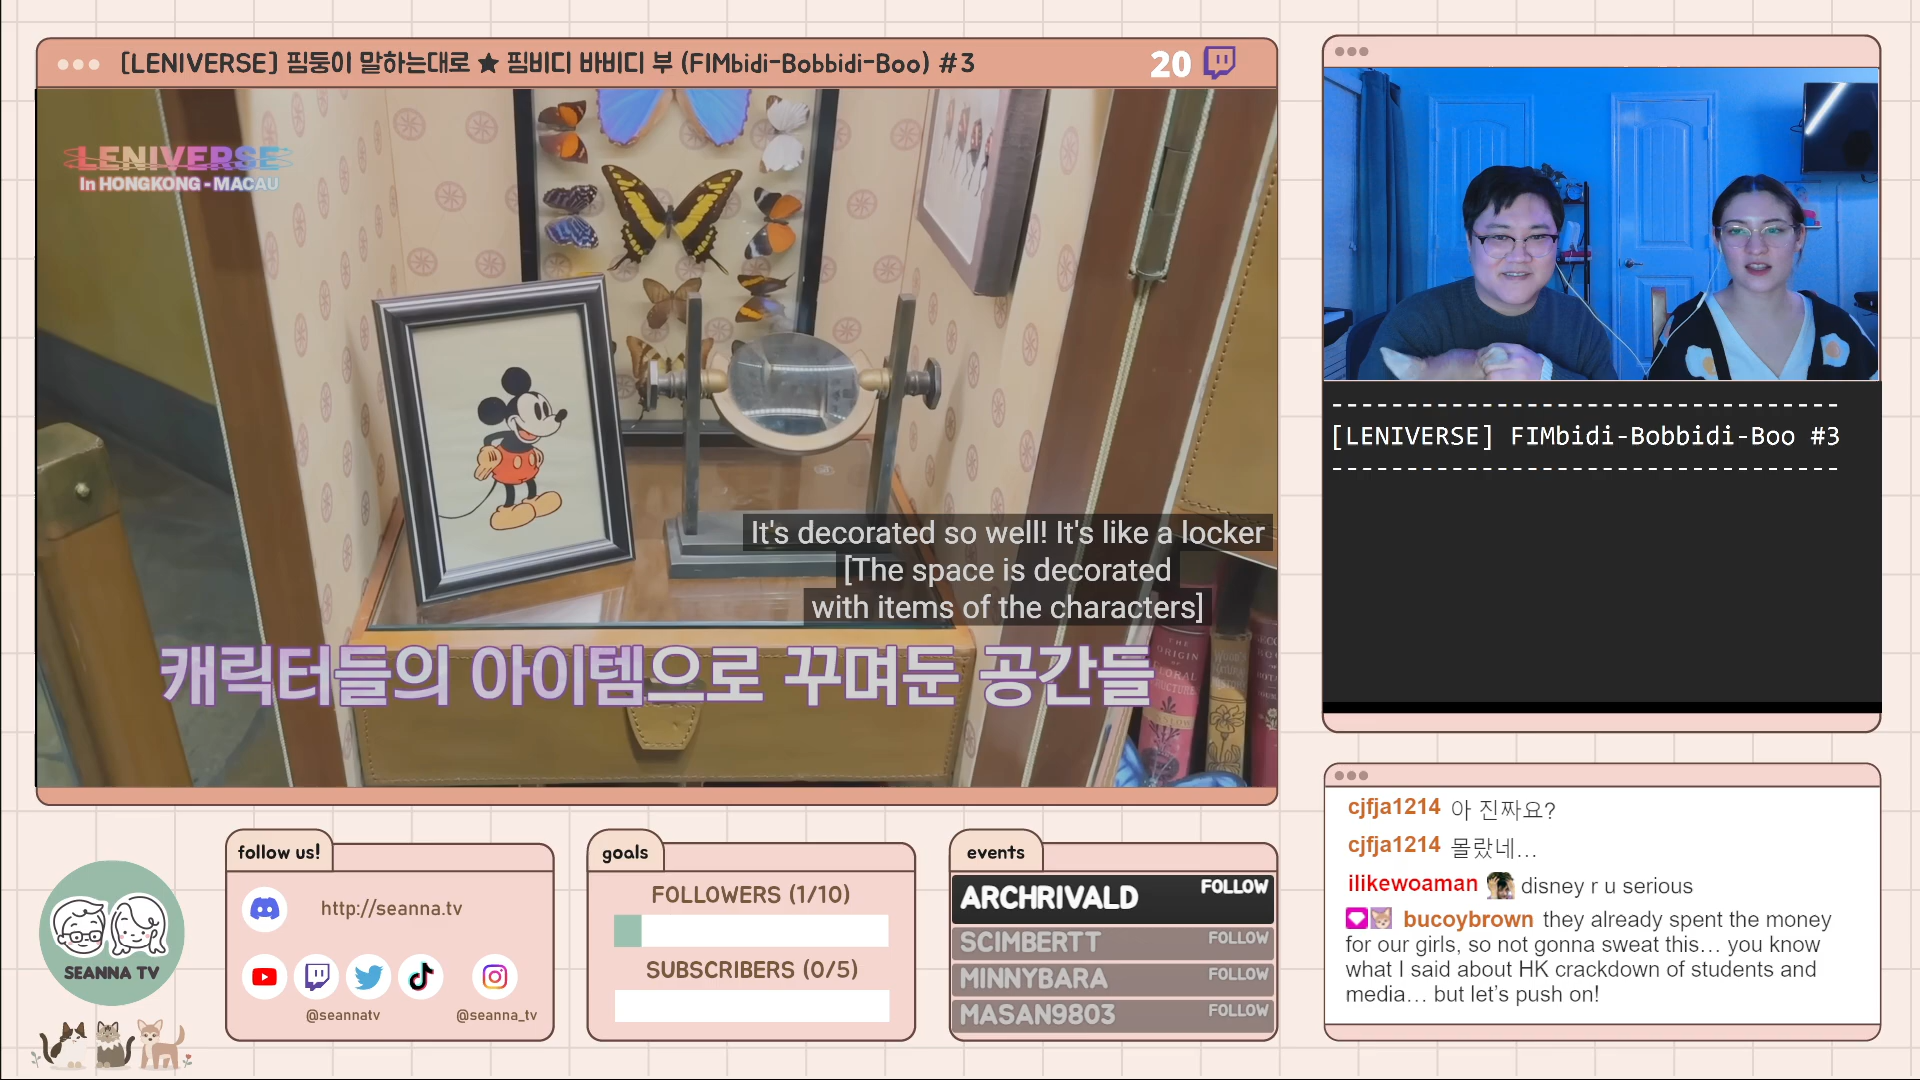 [LENIVERSE] 핌둥이 말하는대로 ★ 핌비디 바비디 부 (FIMbidi-Bobbidi-Boo) #3
20
LENIVERSE
In HONGKONG - MACAU
It's decorated so well! It's like a locker
[The space is decorated
with items of the characters]
캐릭터들의 아이템으로 꾸며둔 공간들
THE
ORIGIN
OF
FLORAL
--------------------------------
[LENIVERSE] FIMbidi-Bobbidi-Boo #3
--------------------------------
cjfja1214 아 진짜요?
cjfja1214 몰랐네...
ilikewoaman disney r u serious
bucoybrown they already spent the money
for our girls, so not gonna sweat this... you know
what I said about HK crackdown of students and
media... but let's push on!
SEANNA TV
follow us!
http://seanna.tv
@seannatv
@seanna_tv
goals
FOLLOWERS (1/10)
SUBSCRIBERS (0/5)
events
ARCHRIVALD FOLLOW
SCIMBERTT FOLLOW
MINNYBARA FOLLOW
MASAN9803 FOLLOW